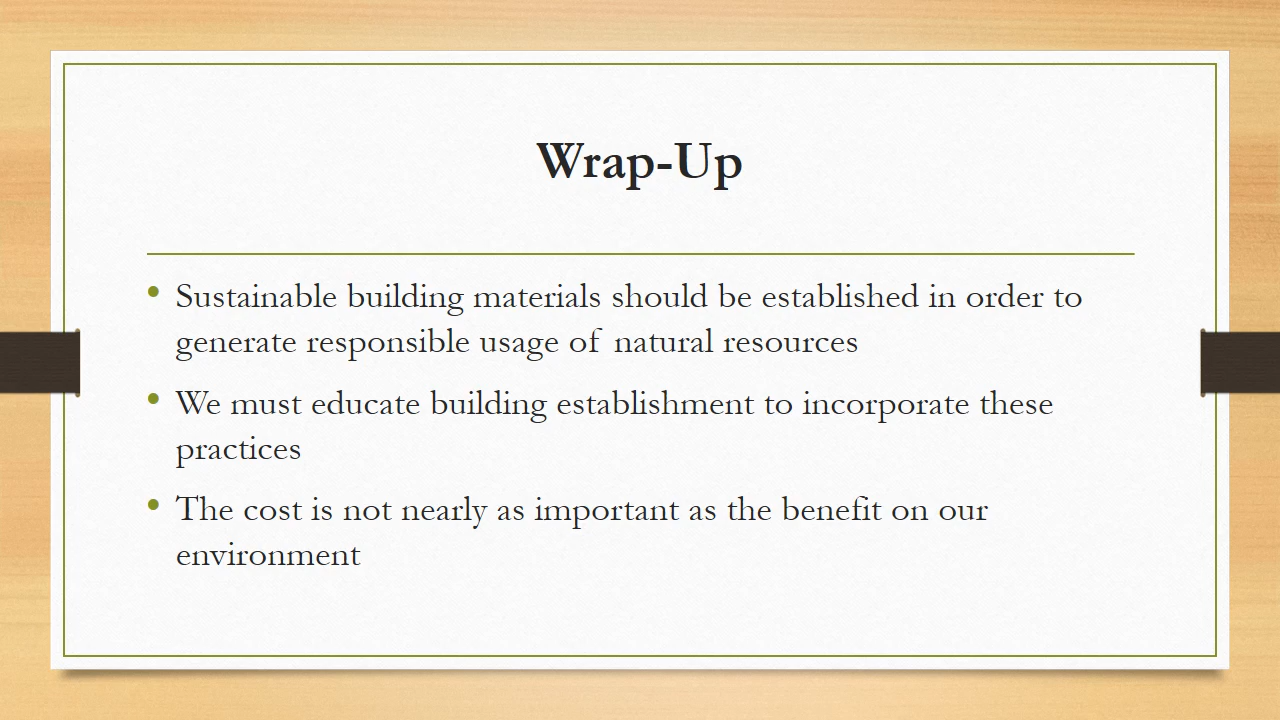 Wrap-Up
• Sustainable building materials should be established in order to
generate responsible usage of natural resources
• We must educate building establishment to incorporate these
practices
• The cost is not nearly as important as the benefit on our
environment